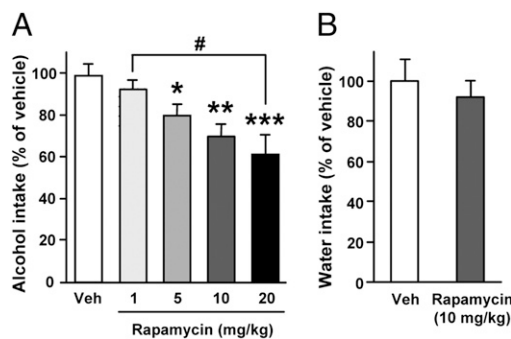 A
Alcohol intake (% of vehicle)
100
80
60
40
20
0
#
*
**
***
Veh
1
5
10
20
Rapamycin (mg/kg)
B
Water intake (% of vehicle)
120
100
80
60
40
20
0
Veh
Rapamycin
(10 mg/kg)